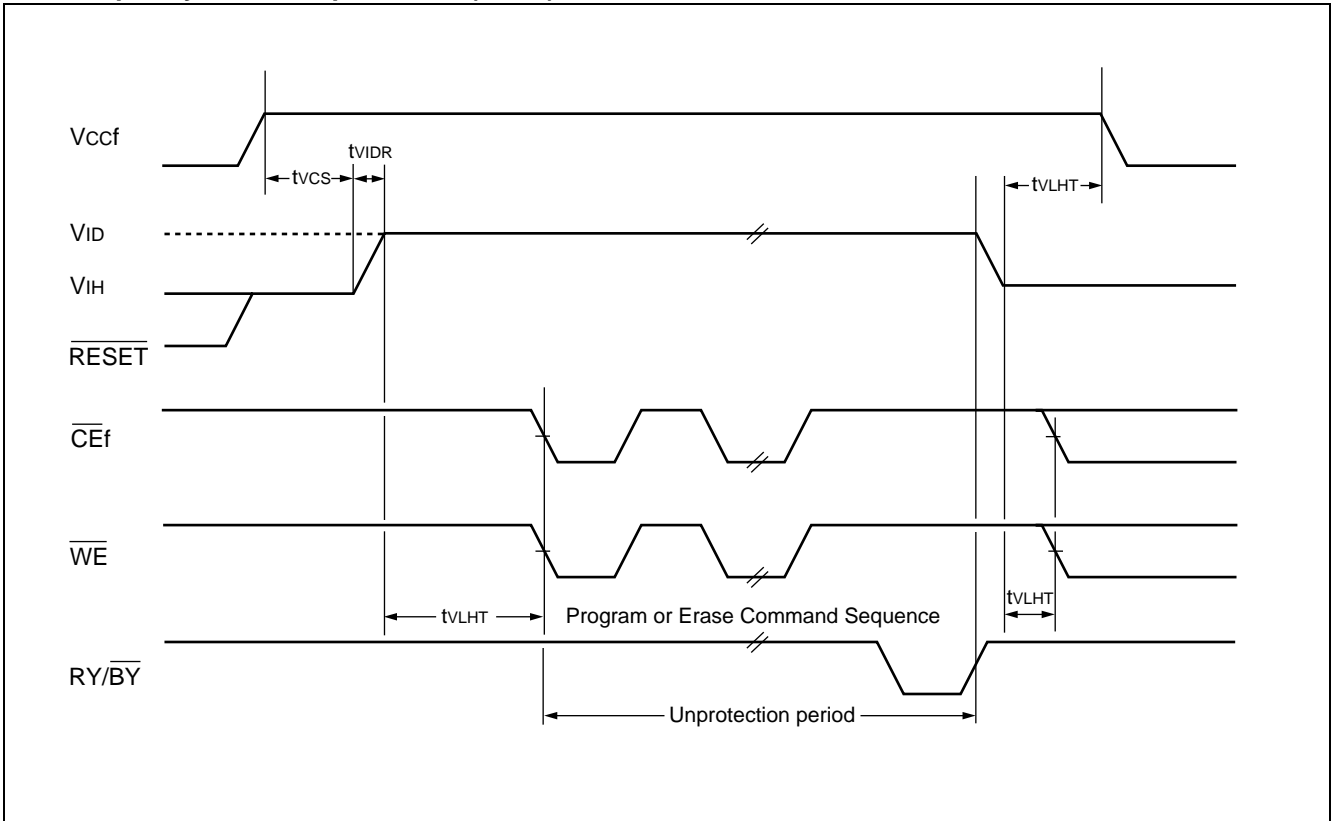 VCCf
tVIDR
tVCS
tVLHT
VID
VIH
RESET
CEf
WE
tVLHT
tVLHT
Program or Erase Command Sequence
RY/BY
Unprotection period